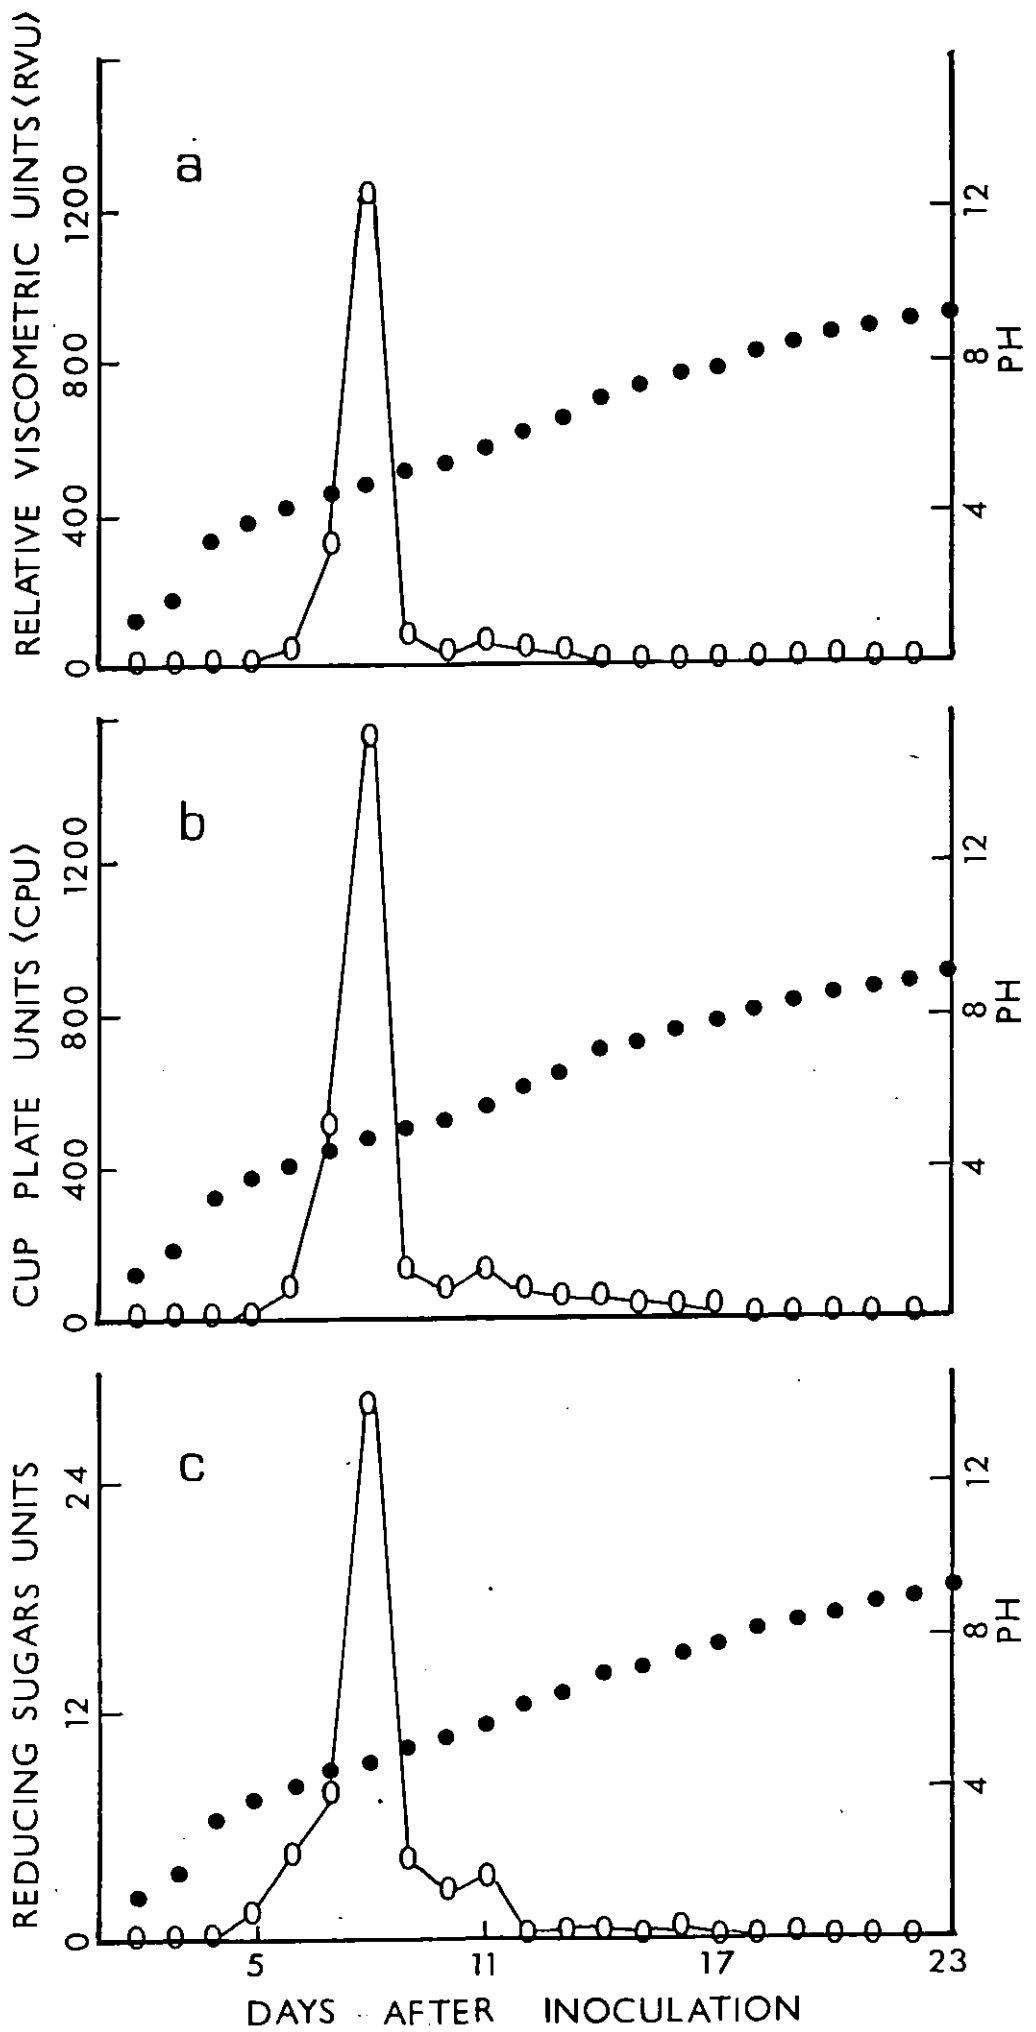 RELATIVE VISCOMETRIC UINTS (RVU)
1200
800
400
0
a
12
8
4
PH
CUP PLATE UNITS (CPU)
1200
800
400
0
b
12
8
4
PH
REDUCING SUGARS UNITS
24
12
0
c
12
8
4
PH
5 11 17 23
DAYS AFTER INOCULATION